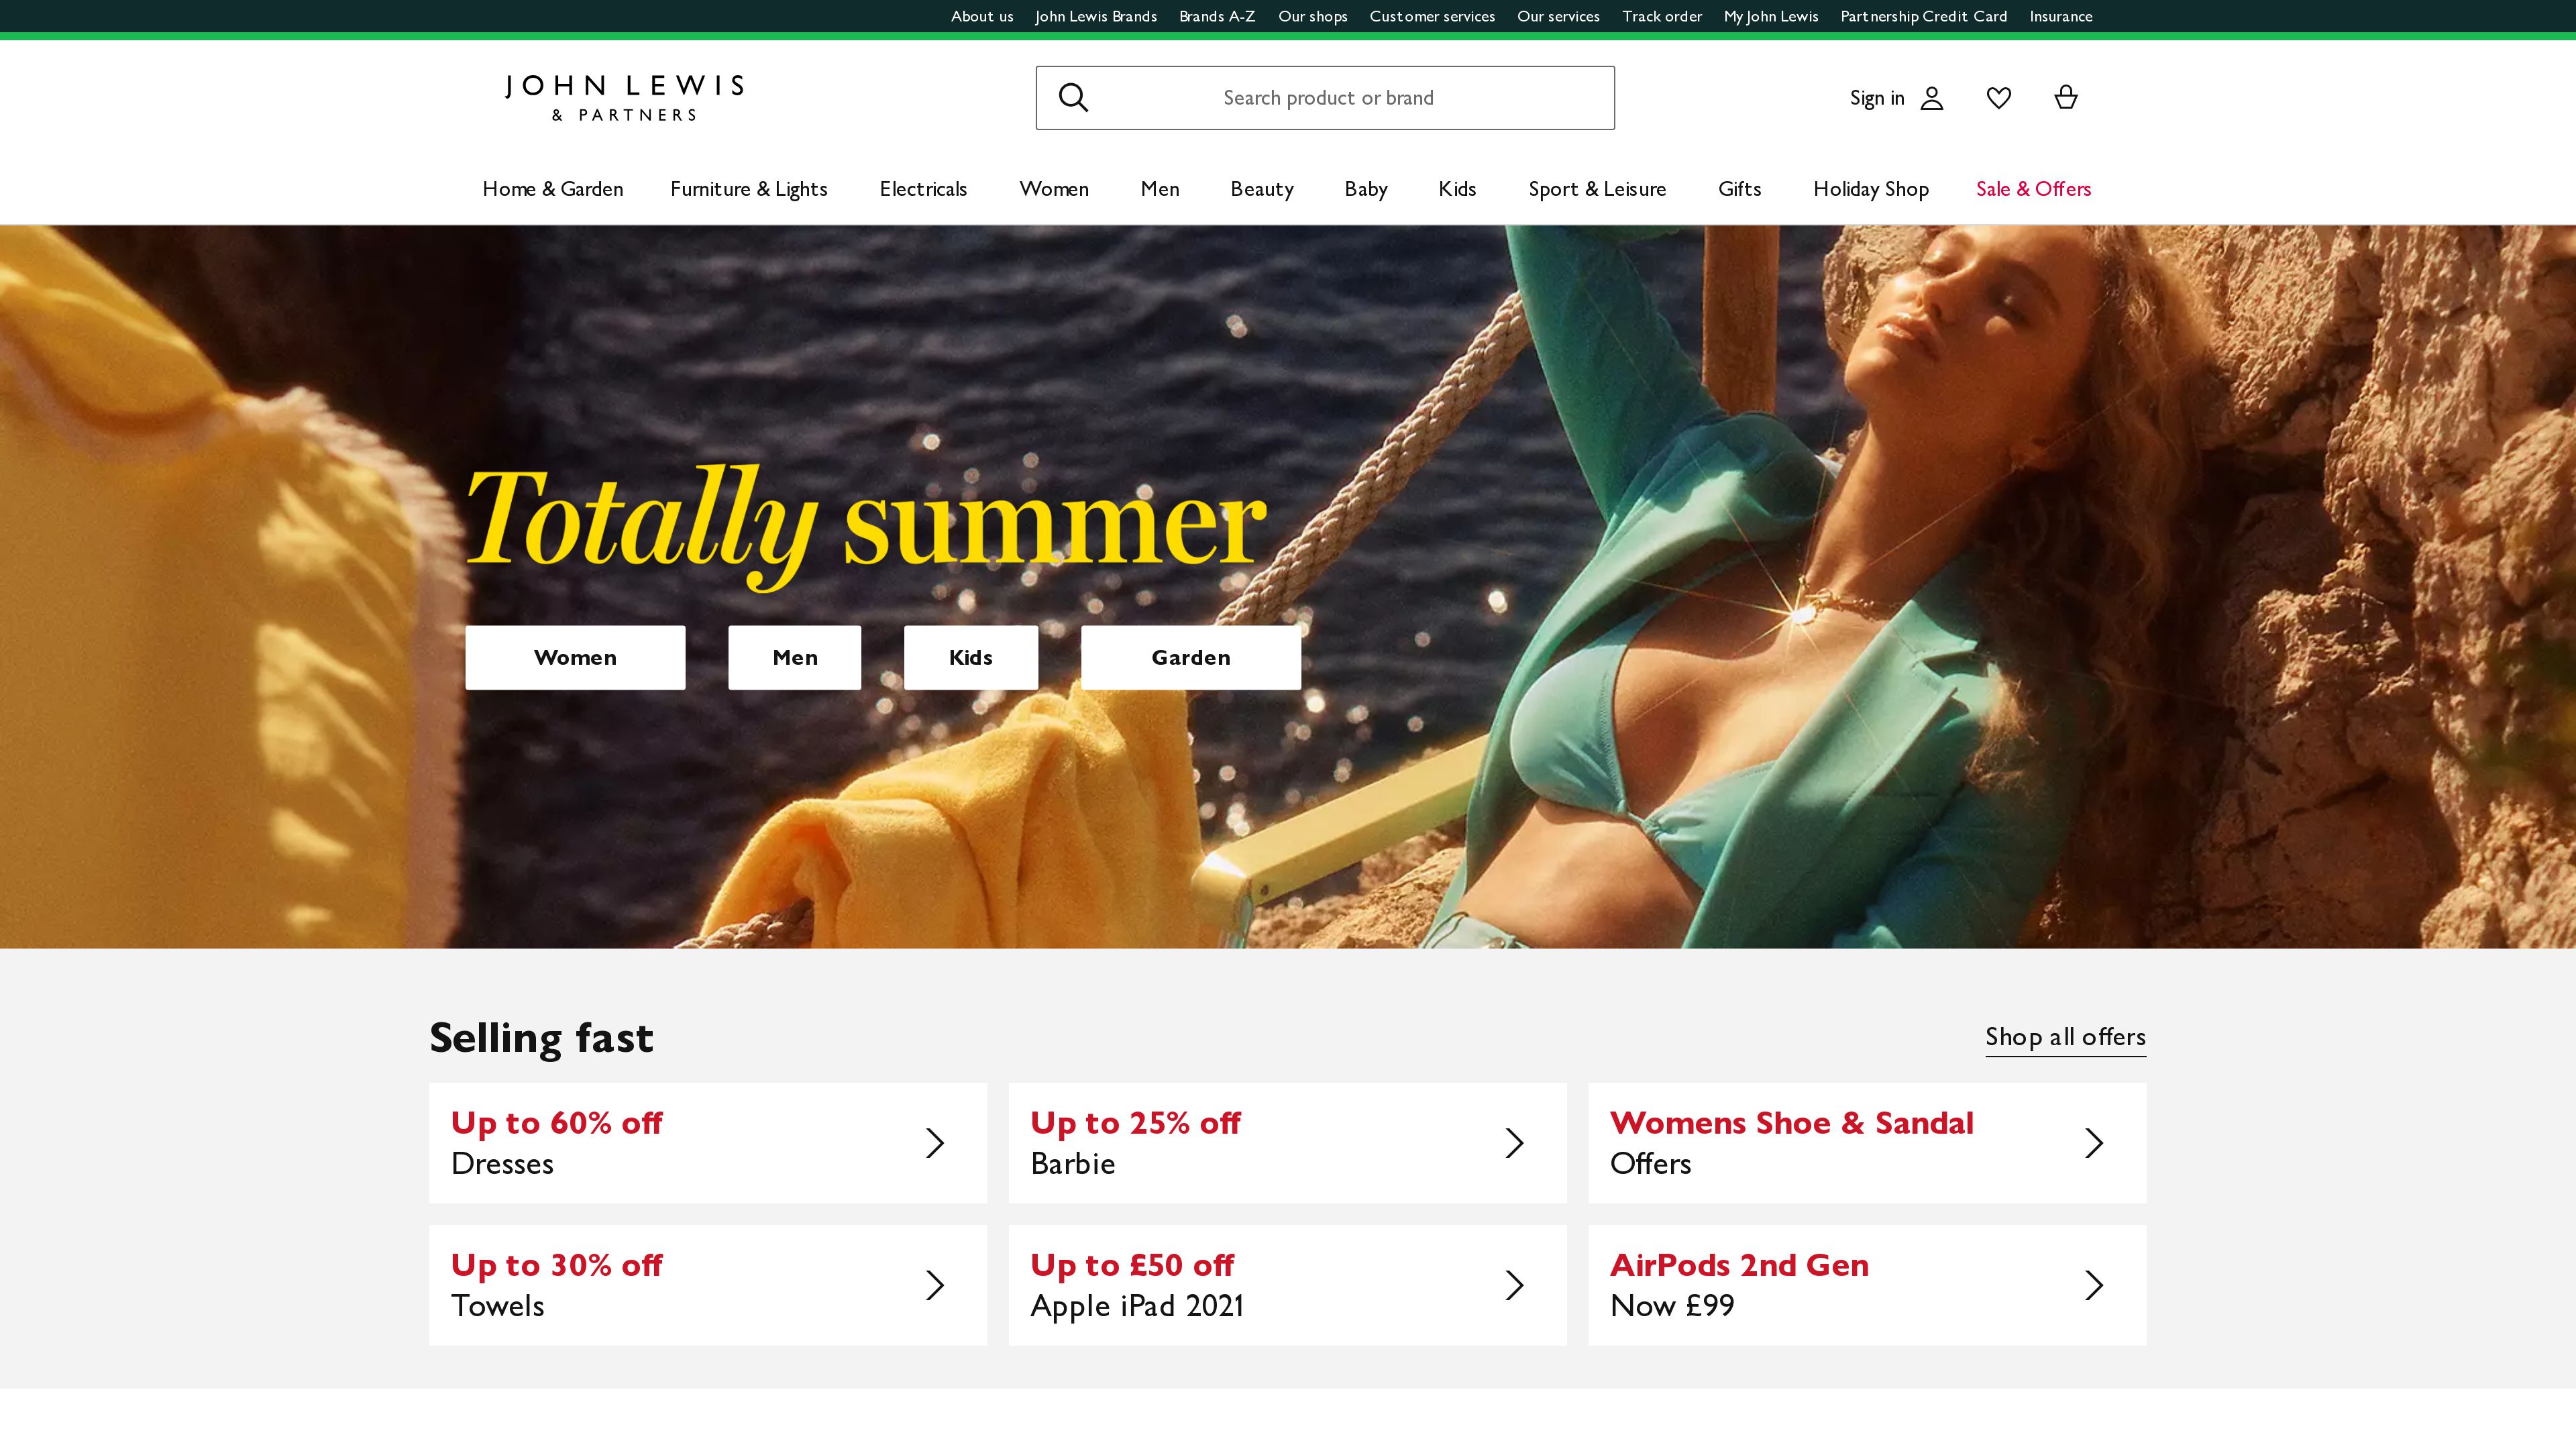 About us John Lewis Brands Brands A-Z Our shops Customer services Our services Track order My John Lewis Partnership Credit Card Insurance
JOHN LEWIS
& PARTNERS
Search product or brand
Sign in
Home & Garden Furniture & Lights Electricals Women Men Beauty Baby Kids Sport & Leisure Gifts Holiday Shop Sale & Offers
Totally summer
Women Men Kids Garden
Selling fast
Shop all offers
Up to 60% off
Dresses
Up to 25% off
Barbie
Womens Shoe & Sandal
Offers
Up to 30% off
Towels
Up to £50 off
Apple iPad 2021
AirPods 2nd Gen
Now £99